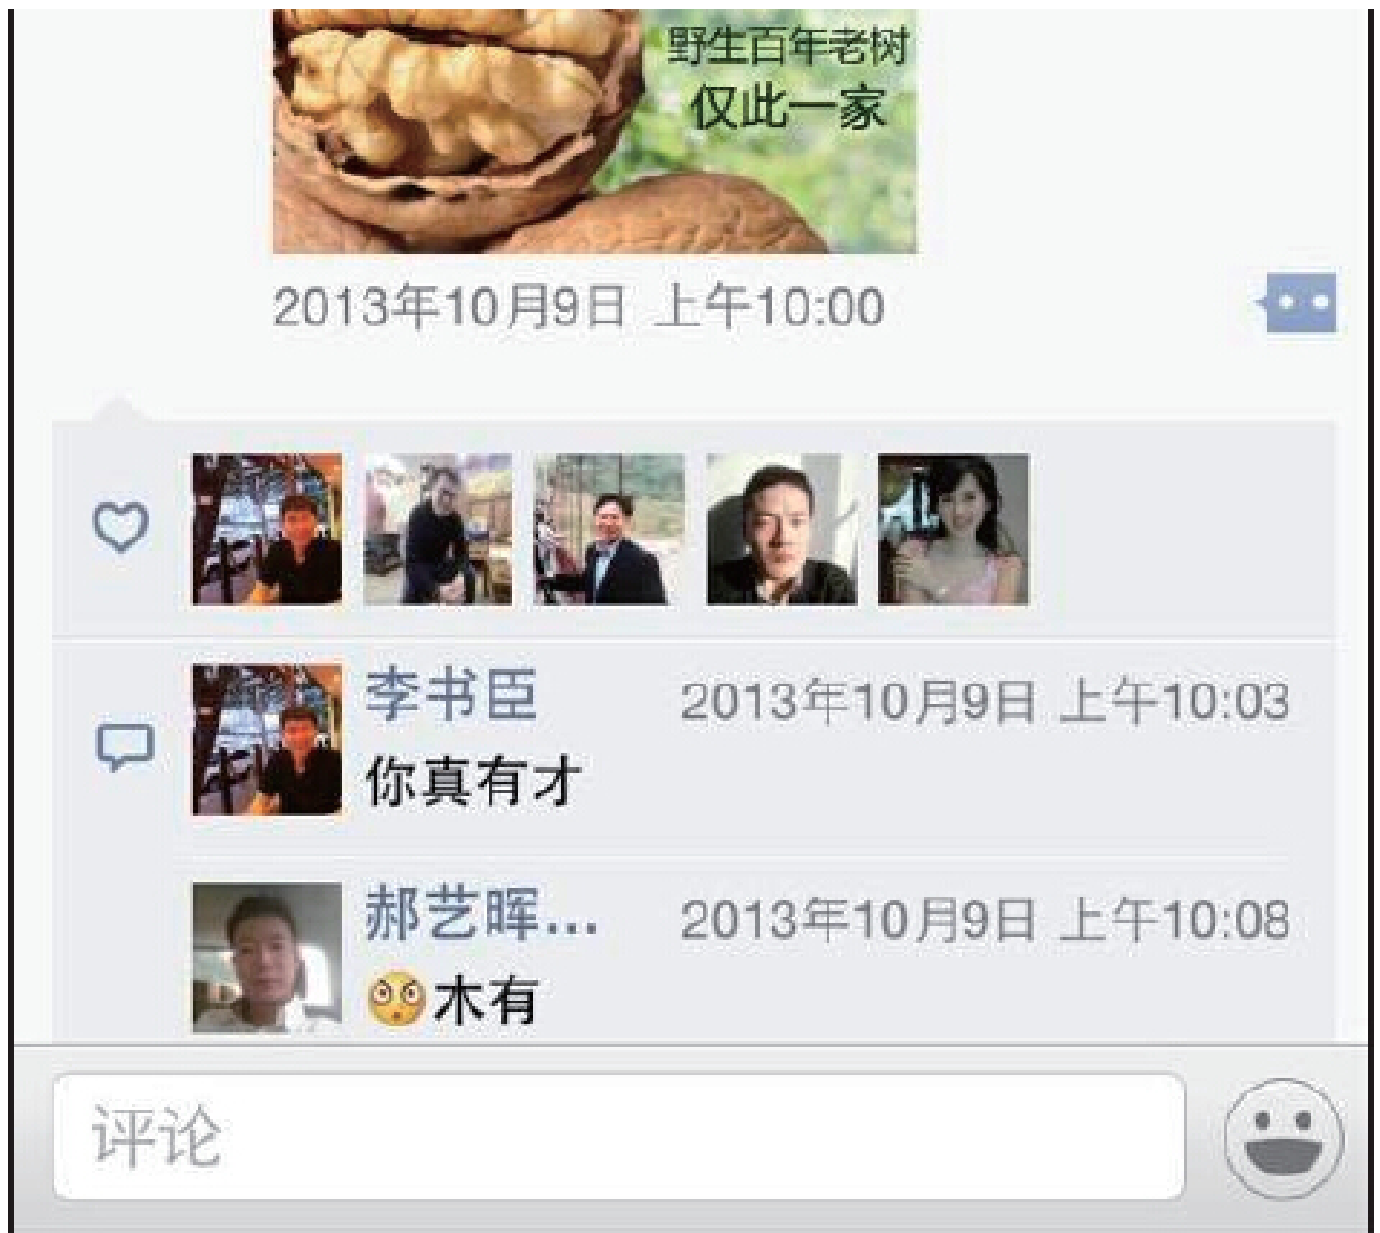 野生百年老树
仅此一家
2013年10月9日 上午10:00
李书臣 2013年10月9日 上午10:03
你真有才
郝艺晖... 2013年10月9日 上午10:08
木有
评论